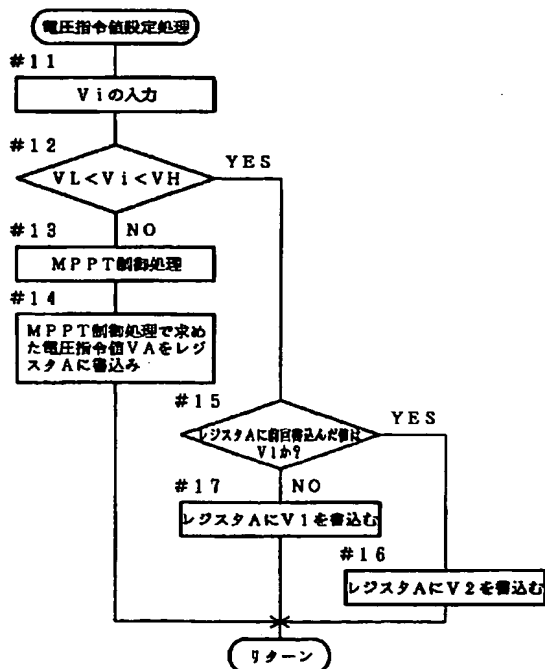 電圧指令値設定処理
#11
Viの入力
#12
VL<Vi<VH
YES
#13
NO
MPPT制御処理
#14
MPPT制御処理で求め
た電圧指令値VAをレジ
スタAに書込み
#15
レジスタAに前回書込んだ値は
V1か?
YES
#17
NO
レジスタAにV1を書込む
#16
レジスタAにV2を書込む
リターン